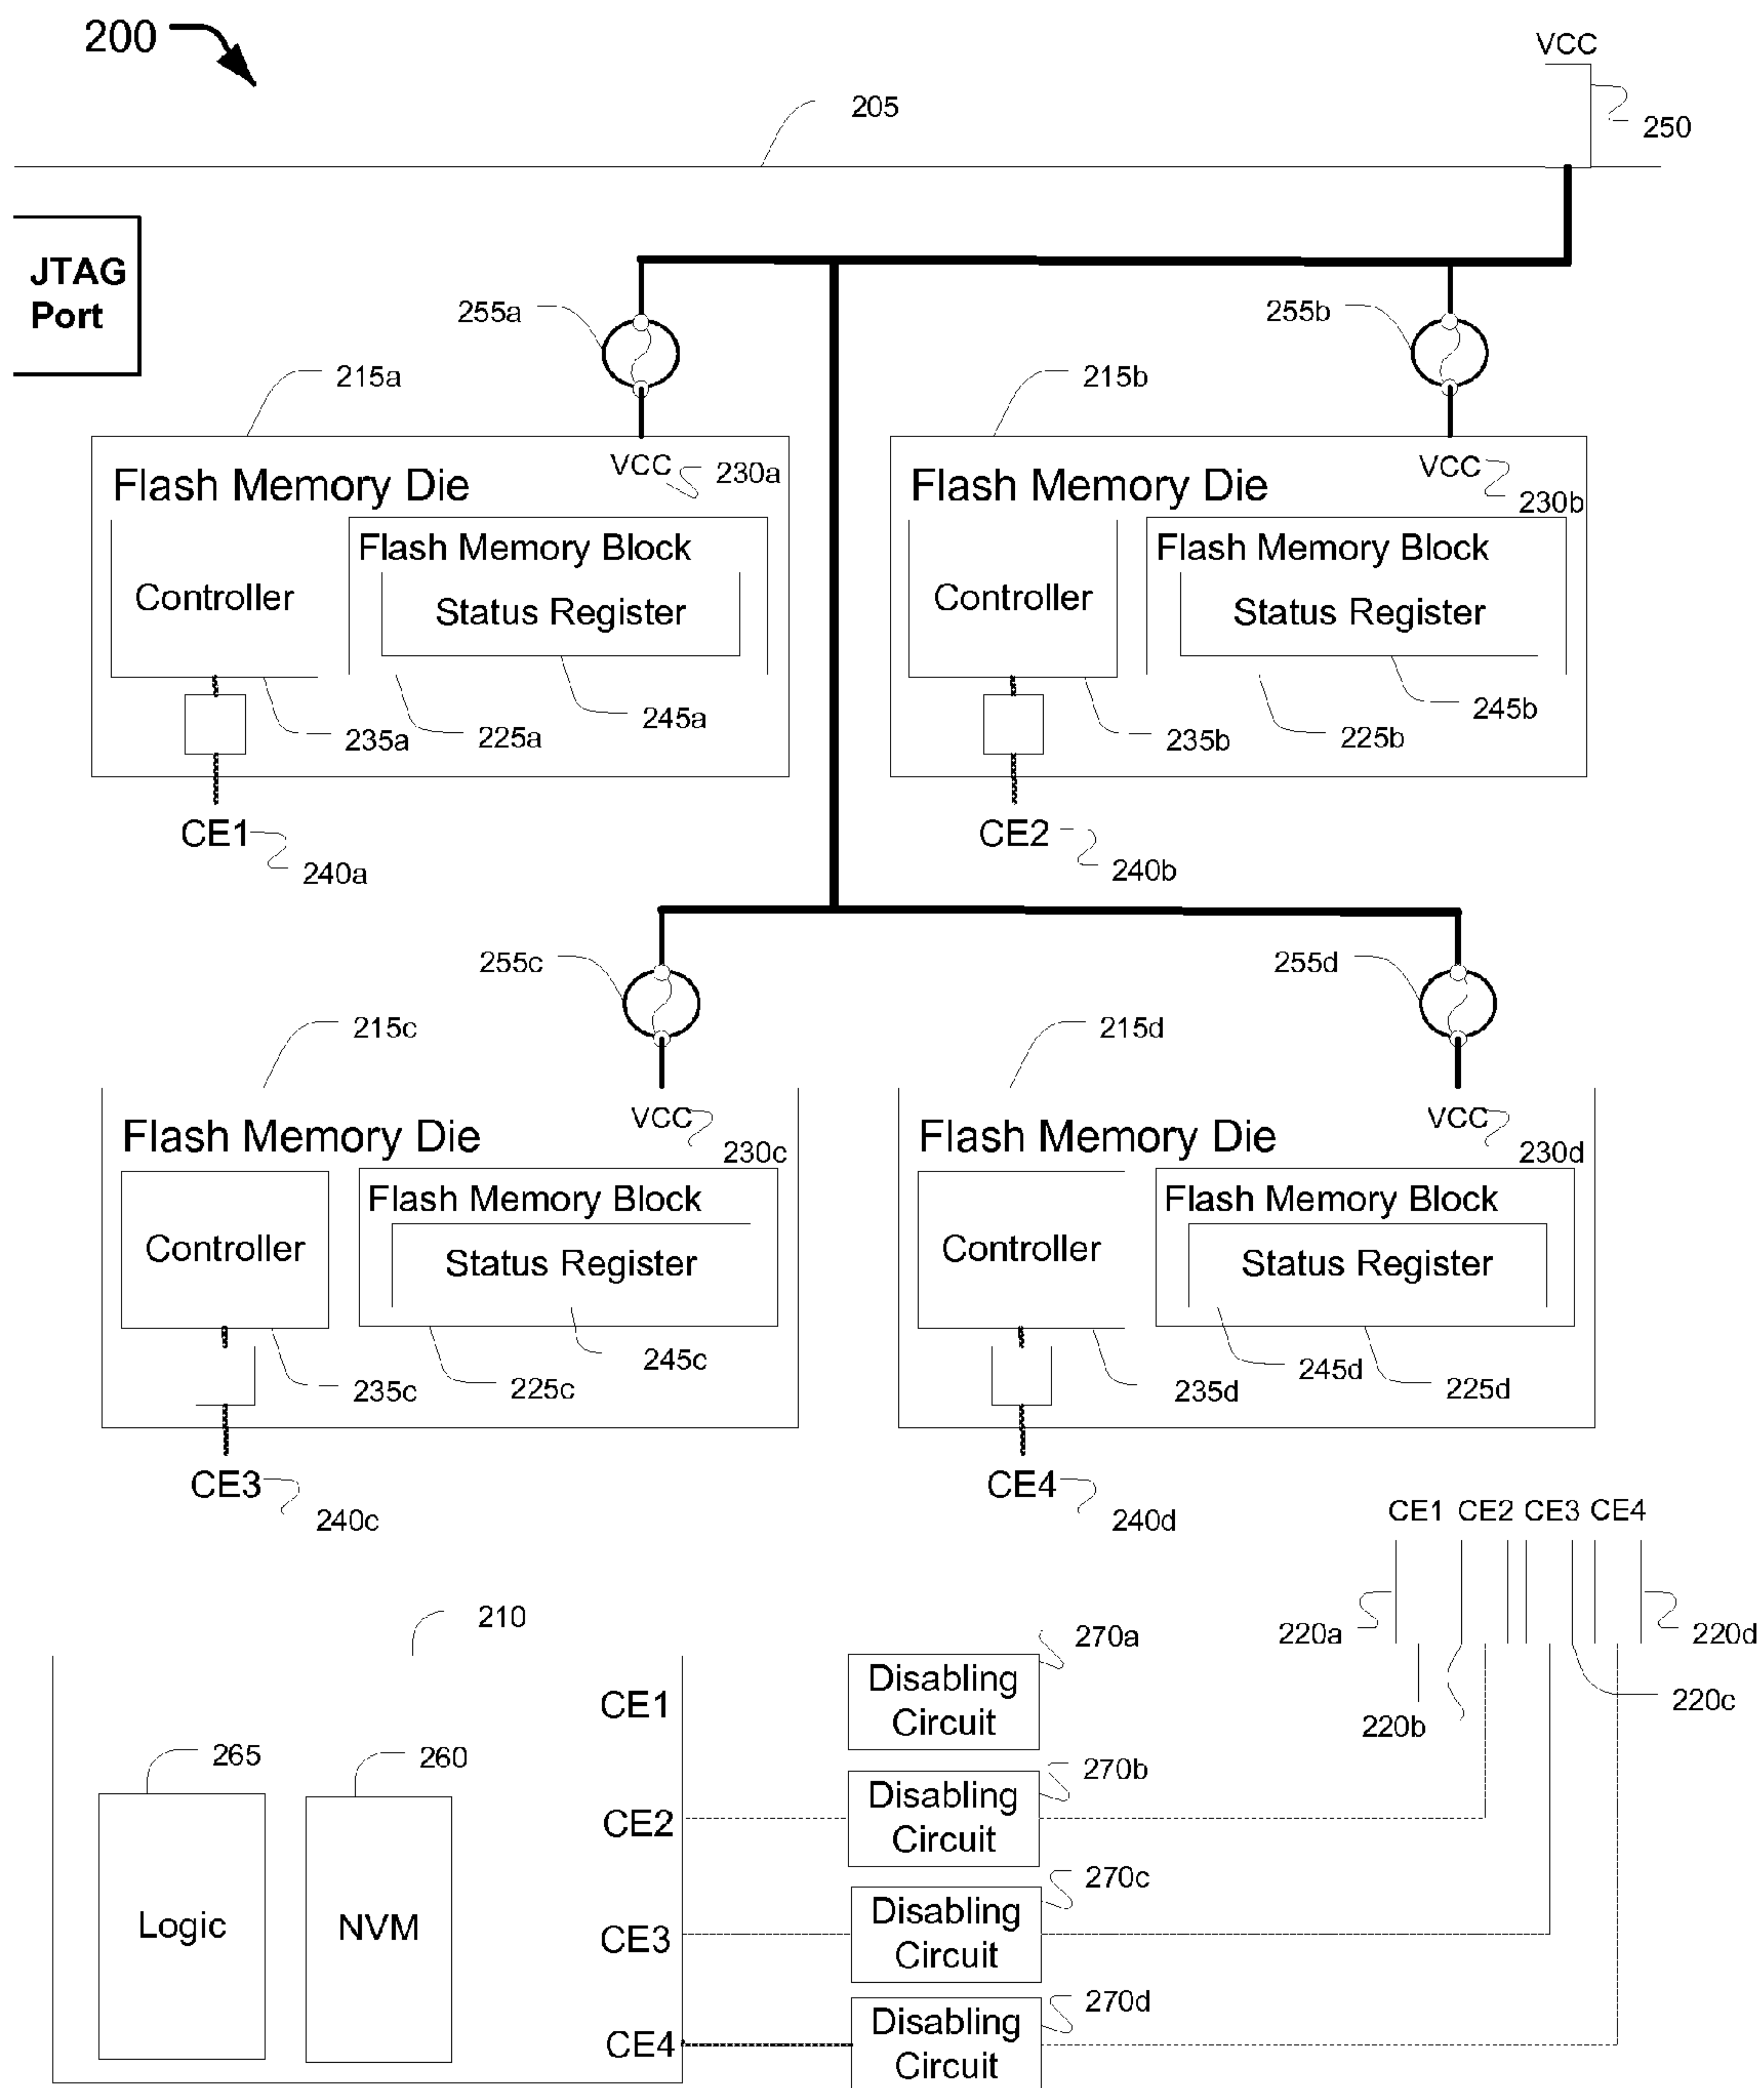 200
VCC
205
250
JTAG
Port
255a
255b
215a
215b
Flash Memory Die
VCC
230a
Flash Memory Die
VCC
230b
Flash Memory Block
Flash Memory Block
Controller
Status Register
Controller
Status Register
235a
225a
245a
235b
225b
245b
CE1
240a
CE2
240b
255c
255d
215c
215d
Flash Memory Die
VCC
230c
Flash Memory Die
VCC
230d
Flash Memory Block
Flash Memory Block
Controller
Status Register
Controller
Status Register
235c
225c
245c
235d
245d
225d
CE3
240c
CE4
240d
CE1 CE2 CE3 CE4
210
270a
220a
220d
CE1
Disabling
Circuit
220b
220c
265
260
270b
CE2
Disabling
Circuit
270c
Logic
NVM
CE3
Disabling
Circuit
270d
CE4
Disabling
Circuit